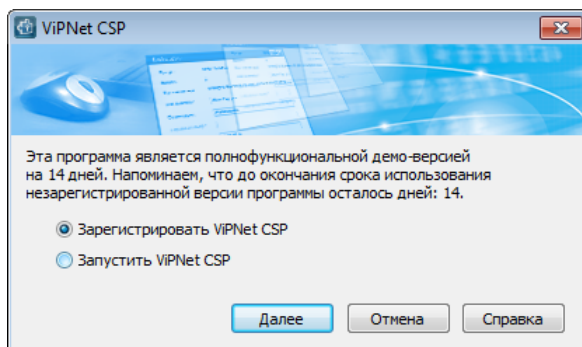 ViPNet CSP
Эта программа является полнофункциональной демо-версией
на 14 дней. Напоминаем, что до окончания срока использования
незарегистрированной версии программы осталось дней: 14.
Зарегистрировать ViPNet CSP
Запустить ViPNet CSP
Далее
Отмена
Справка